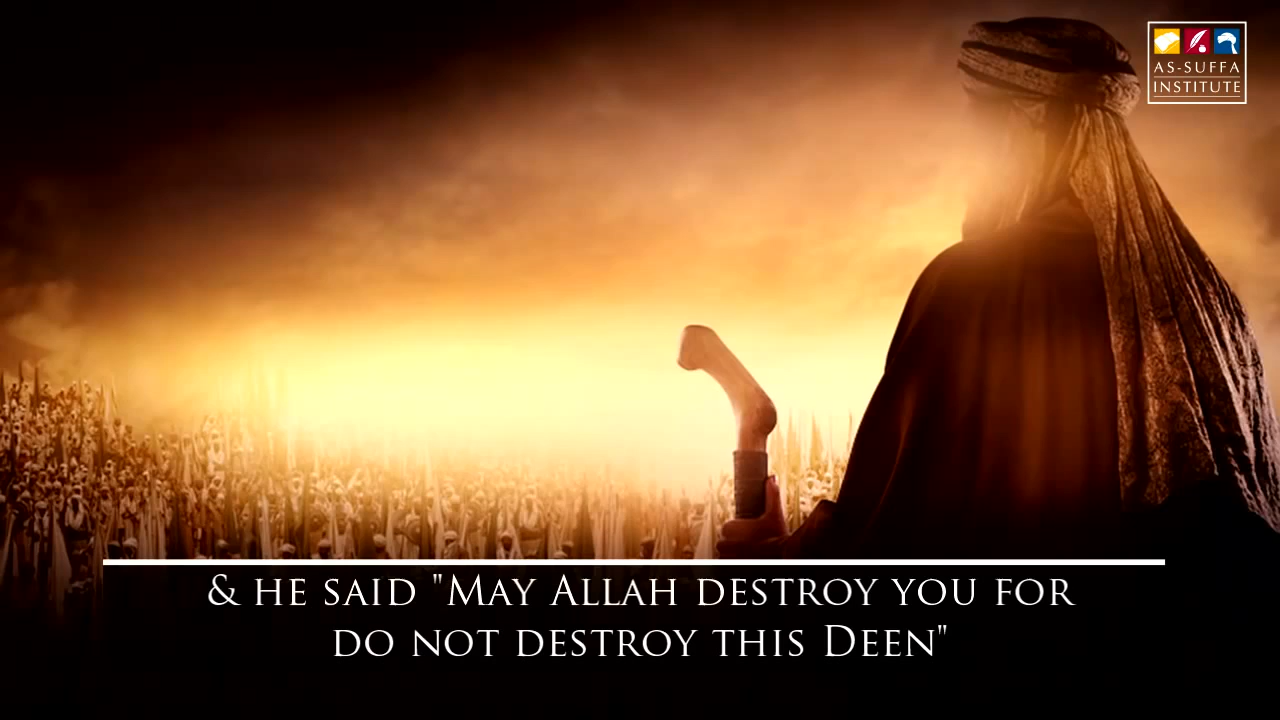 AS-SUFFA
INSTITUTE
& HE SAID "MAY ALLAH DESTROY YOU FOR
DO NOT DESTROY THIS DEEN"